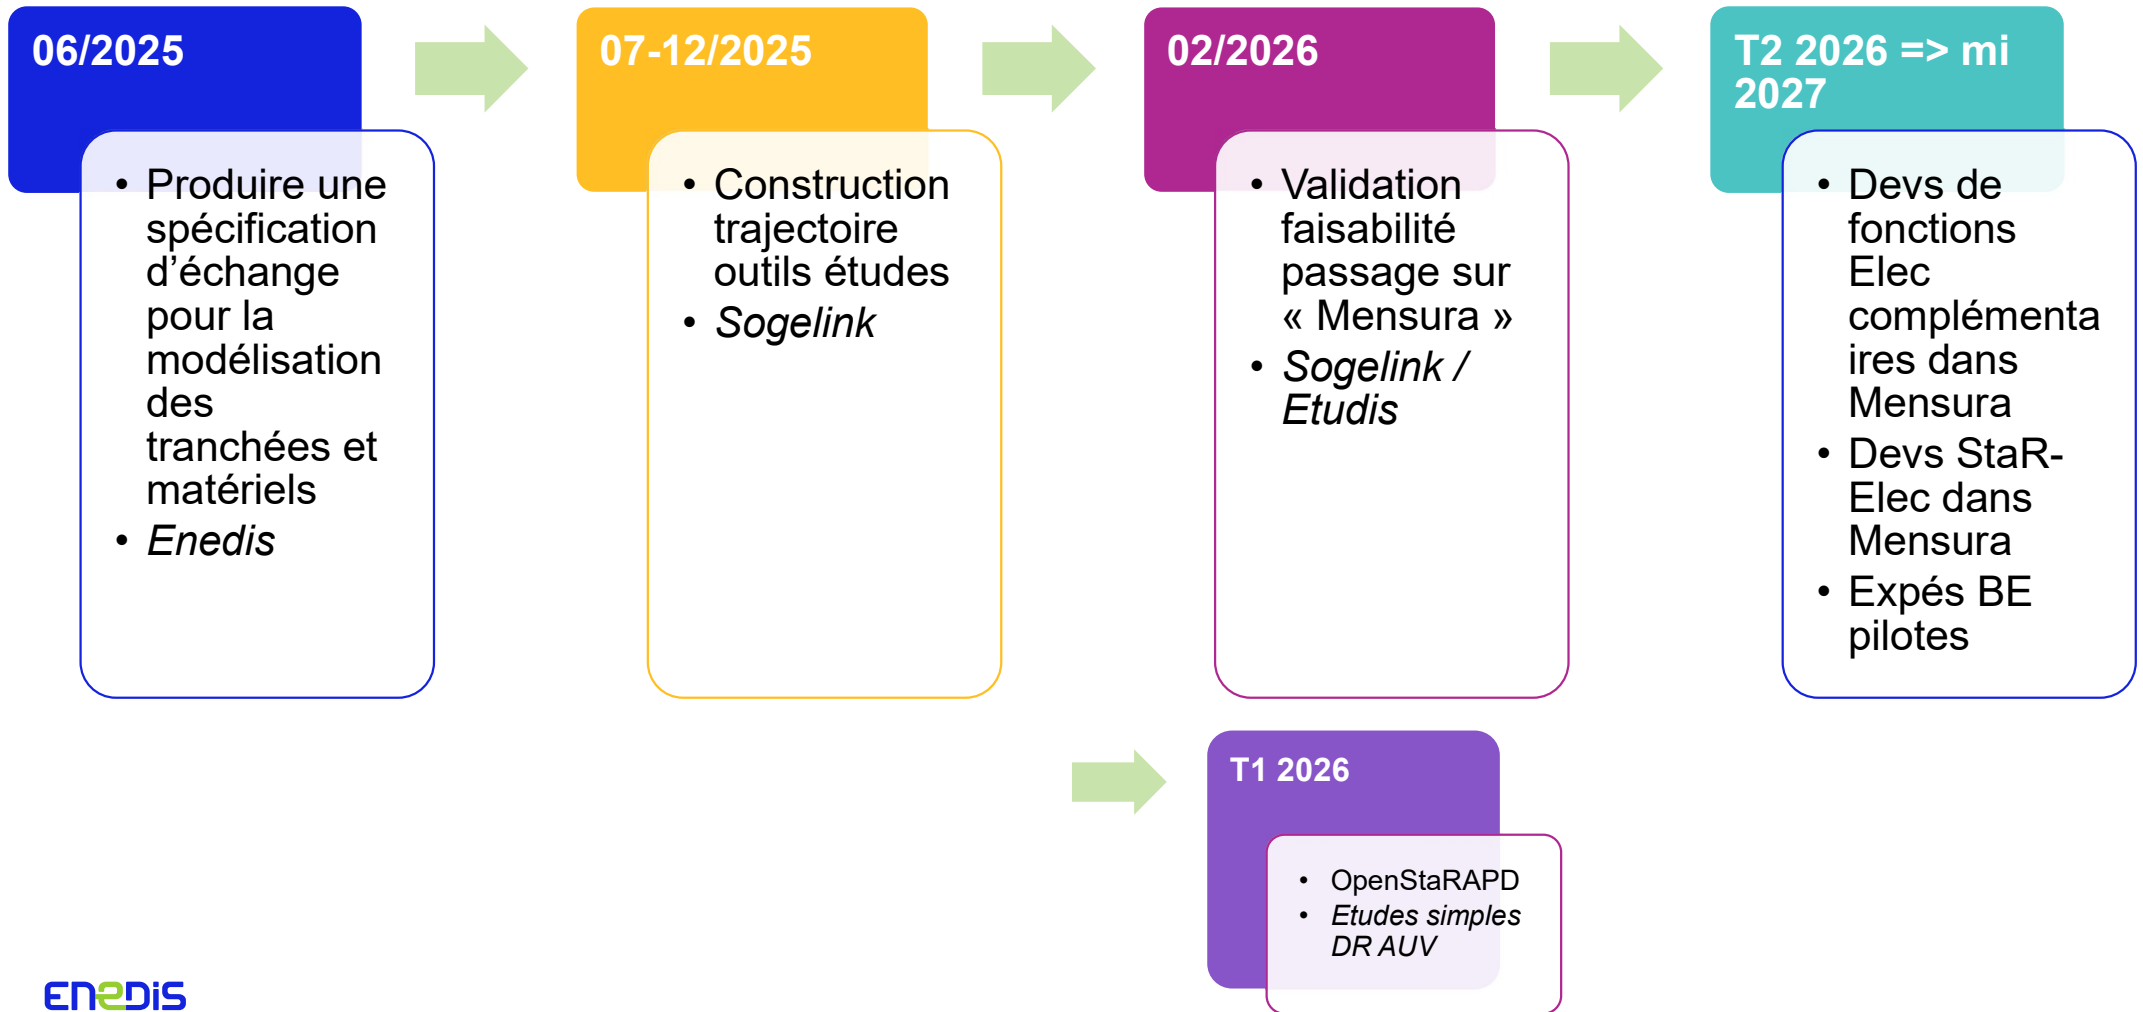 06/2025
• Produire une
spécification
d’échange
pour la
modélisation
des
tranchées et
matériels
• Enedis
07-12/2025
• Construction
trajectoire
outils études
• Sogelink
02/2026
• Validation
faisabilité
passage sur
« Mensura »
• Sogelink /
Etudis
T2 2026 => mi
2027
• Devs de
fonctions
Elec
complémenta
ires dans
Mensura
• Devs StaR-
Elec dans
Mensura
• Expés BE
pilotes
T1 2026
• OpenStaRAPD
• Etudes simples
DR AUV
ENEDIS